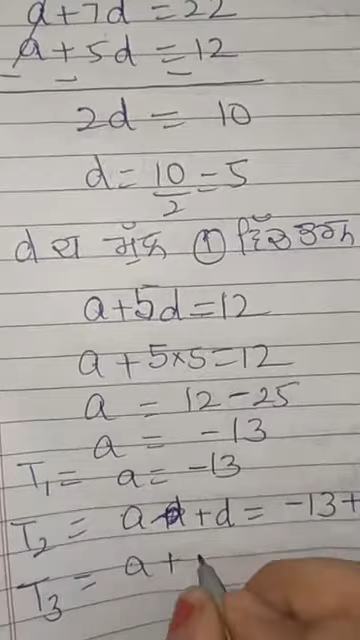 a+7d=22
a+5d=12
2d = 10
d = 10/2 = 5
d ਦਾ ਮੁੱਲ ① ਵਿੱਚ
a+5d=12
a + 5×5=12
a = 12-25
a = -13
T₁ = a = -13
T₂ = a +d = -13+
T₃ = a +